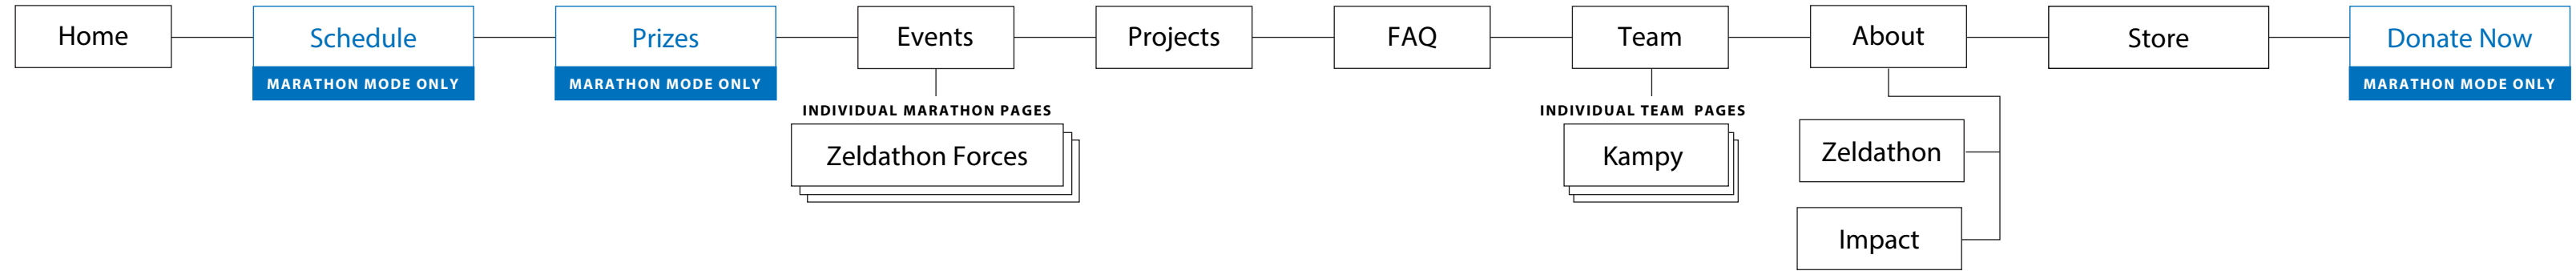 Home
Schedule
MARATHON MODE ONLY
Prizes
MARATHON MODE ONLY
Events
Projects
FAQ
Team
About
Store
Donate Now
MARATHON MODE ONLY
INDIVIDUAL MARATHON PAGES
Zeldathon Forces
INDIVIDUAL TEAM PAGES
Kampy
Zeldathon
Impact